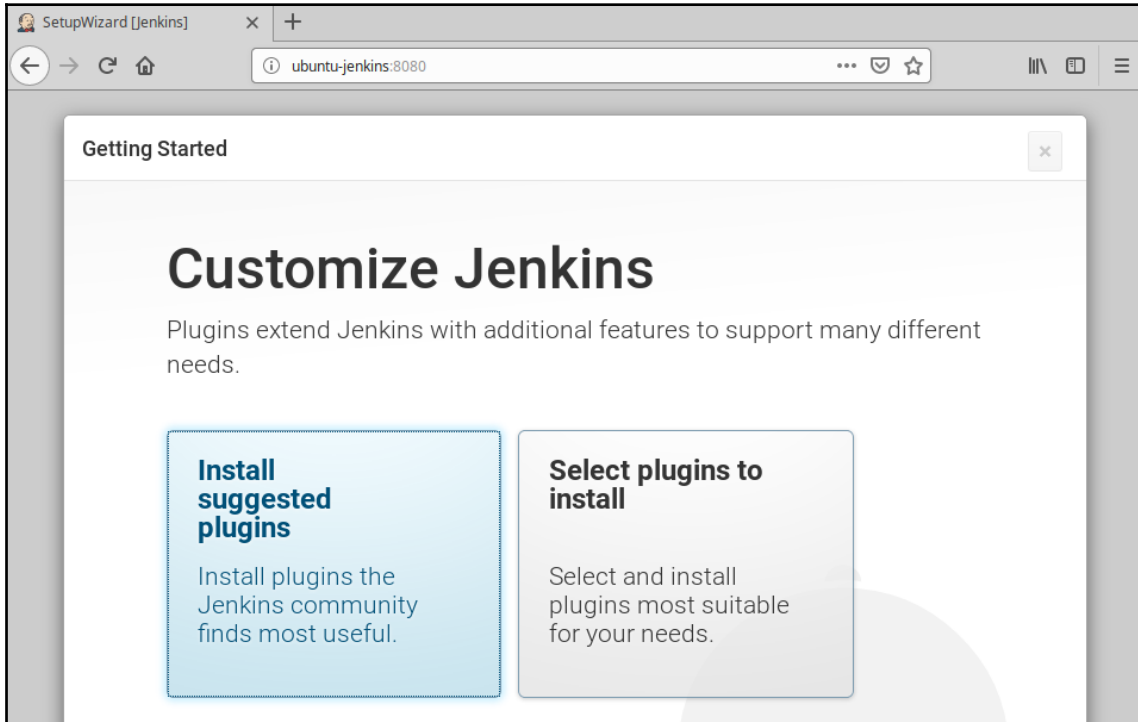 SetupWizard [Jenkins]
ubuntu-jenkins:8080
Getting Started
Customize Jenkins
Plugins extend Jenkins with additional features to support many different
needs.
Install
suggested
plugins
Install plugins the
Jenkins community
finds most useful.
Select plugins to
install
Select and install
plugins most suitable
for your needs.